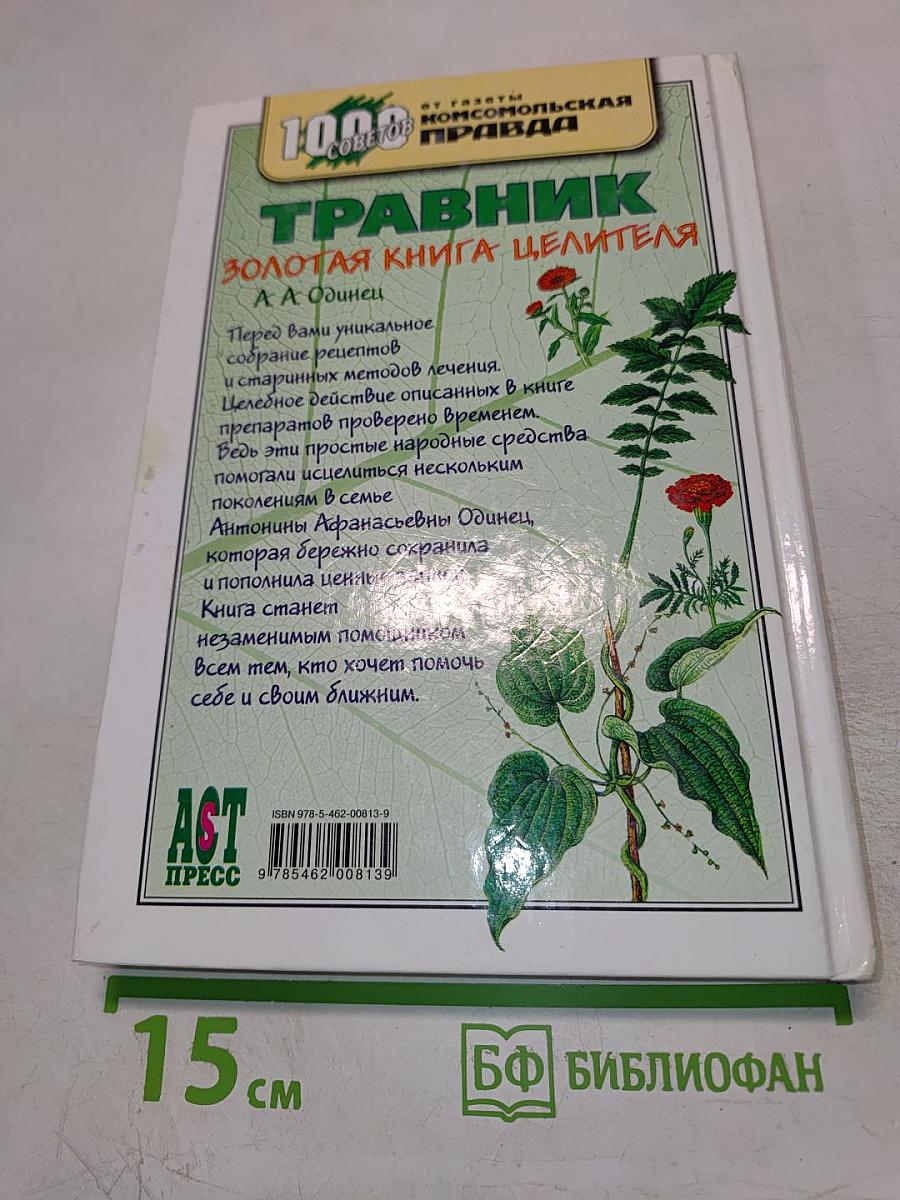 1000 СОВЕТОВ
от газеты
КОМСОМОЛЬСКАЯ
ПРАВДА
ТРАВНИК
ЗОЛОТАЯ КНИГА ЦЕЛИТЕЛЯ
А. А. Одинец
Перед вами уникальное
собрание рецептов
и старинных методов лечения.
Целебное действие описанных в книге
препаратов проверено временем.
Ведь эти простые народные средства
помогали исцелиться нескольким
поколениям в семье
Антонины Афанасьевны Одинец,
которая бережно сохранила
и пополнила ценные
Книга станет
незаменимым помощником
всем тем, кто хочет помочь
себе и своим ближним.
АСТ
ПРЕСС
ISBN 978-5-462-00813-9
9 785462 008139
15 см
БФ БИБЛИОФАН